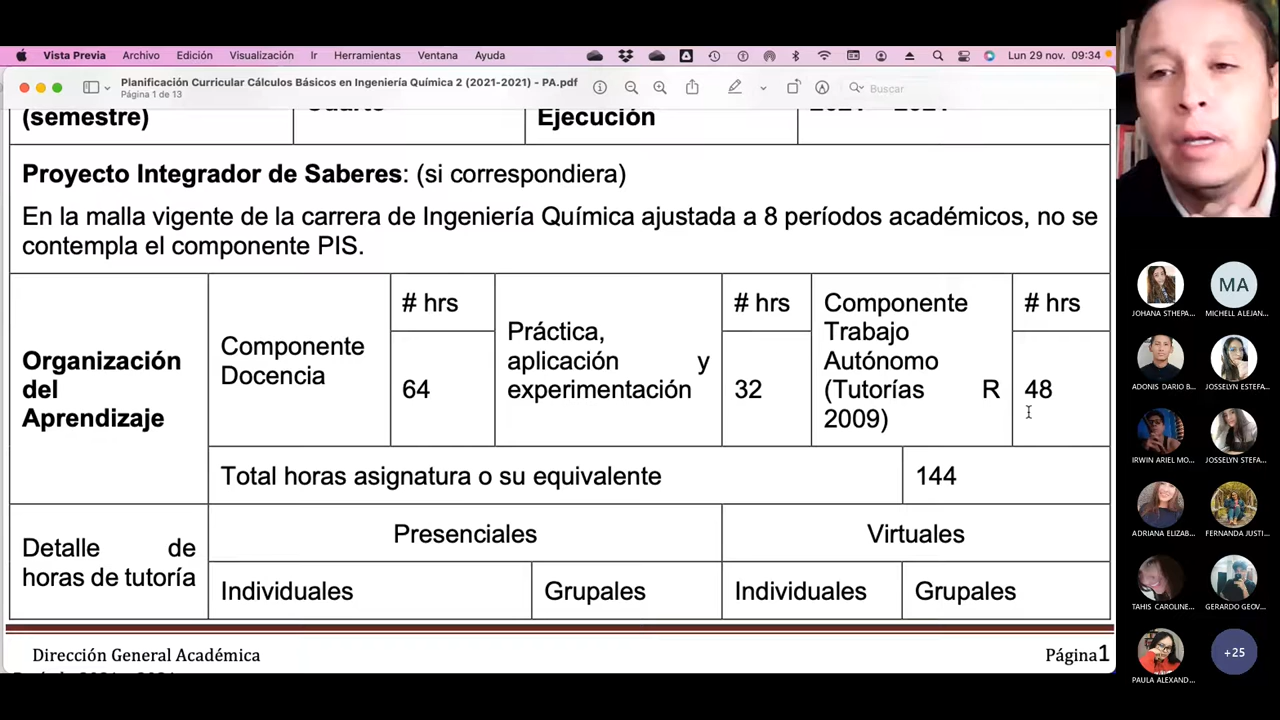 Vista Previa Archivo Edición Visualización Ir Herramientas Ventana Ayuda Lun 29 nov. 09:34
Planificación Curricular Cálculos Básicos en Ingeniería Química 2 (2021-2021) - PA.pdf
Página 1 de 13
Buscar
(semestre)
Ejecución
Proyecto Integrador de Saberes: (si correspondiera)
En la malla vigente de la carrera de Ingeniería Química ajustada a 8 períodos académicos, no se
contempla el componente PIS.
Organización
del
Aprendizaje
Componente
Docencia
# hrs
64
Práctica,
aplicación y
experimentación
# hrs
32
Componente
Trabajo
Autónomo
(Tutorías R
2009)
# hrs
48
Total horas asignatura o su equivalente 144
Detalle de
horas de tutoría
Presenciales Virtuales
Individuales Grupales Individuales Grupales
Dirección General Académica
Página1
MA
JOHANA STHEPA... MICHELL ALEJAN...
ADONIS DARIO B... JOSSELYN ESTEFA...
IRWIN ARIEL MO... JOSSELYN STEFA...
ADRIANA ELIZAB... FERNANDA JUSTI...
TAHIS CAROLINE... GERARDO GEOV...
+25
PAULA ALEXAND...